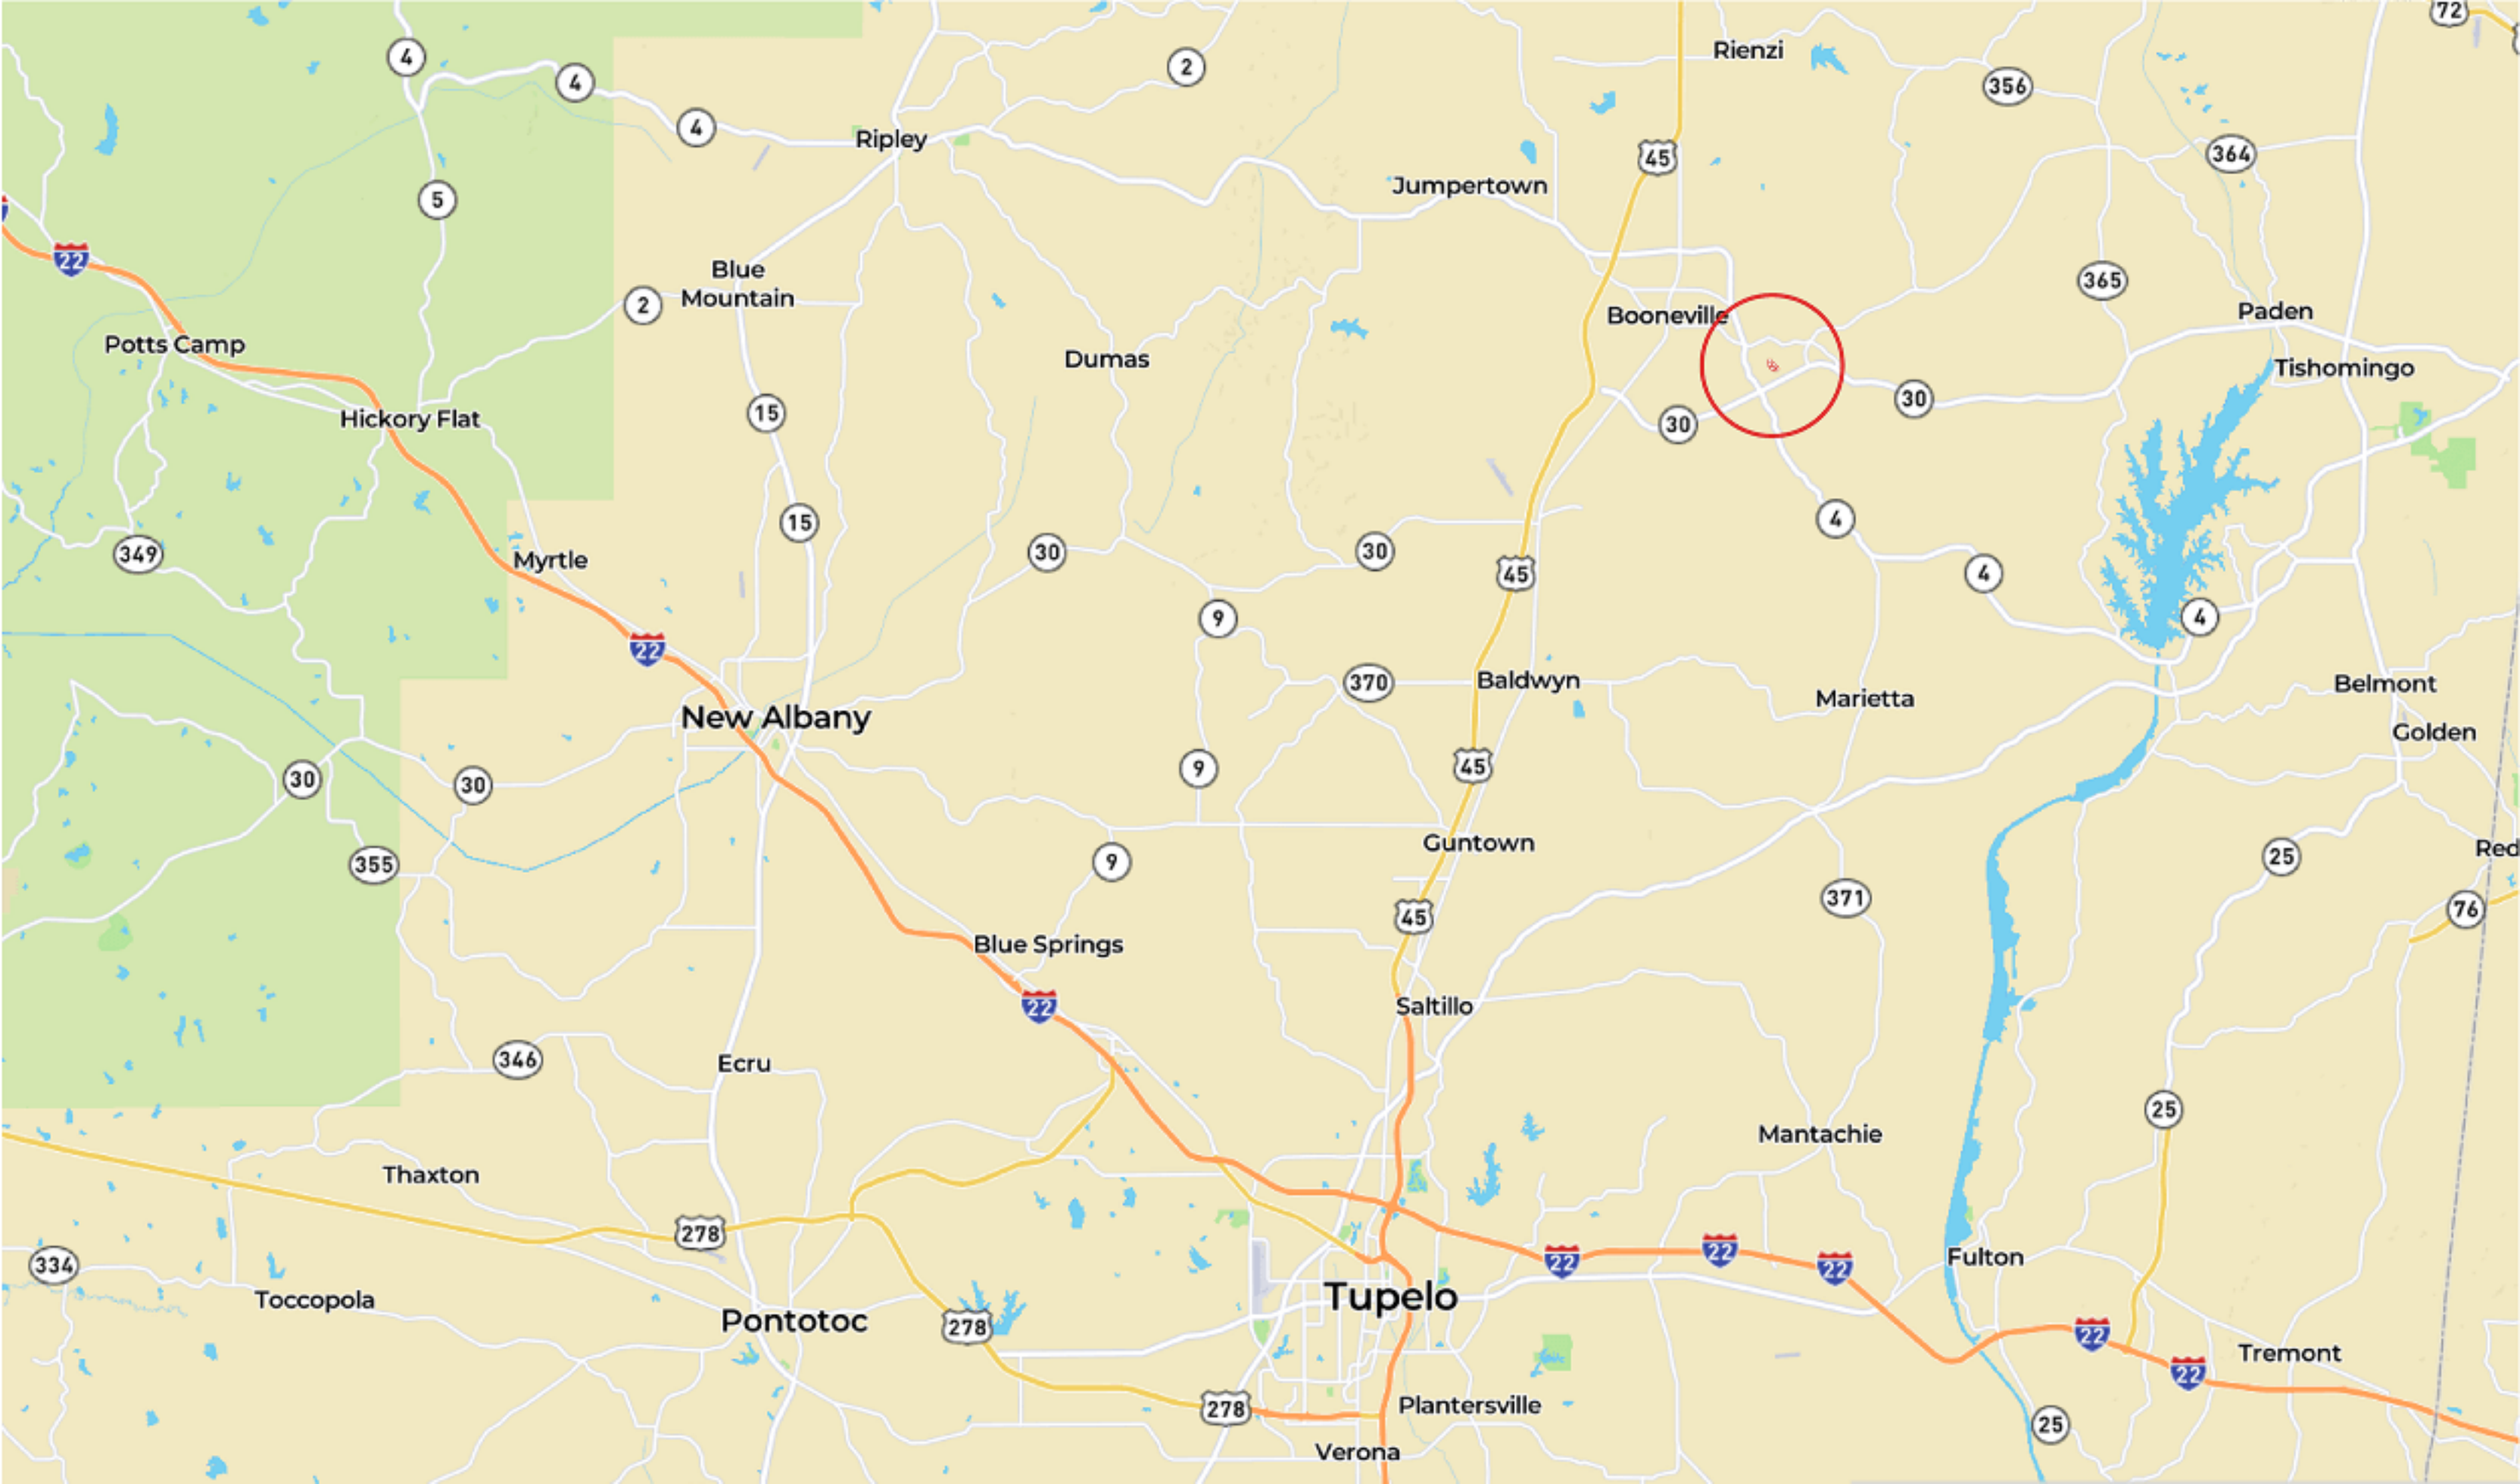 72
Rienzi
4
2
4
356
4
Ripley
45
364
Jumpertown
5
22
Blue
Mountain
365
2
Booneville
Paden
Potts Camp
Dumas
Tishomingo
15
30
Hickory Flat
30
15
4
349
30
30
Myrtle
45
4
9
4
22
370
Baldwyn
Marietta
Belmont
New Albany
Golden
9
45
30
30
Guntown
Red
25
355
9
371
76
45
Blue Springs
22
Saltillo
346
Ecru
25
Mantachie
Thaxton
278
22
22
22
Fulton
334
Toccopola
Tupelo
Pontotoc
278
22
Tremont
22
278
Plantersville
25
Verona